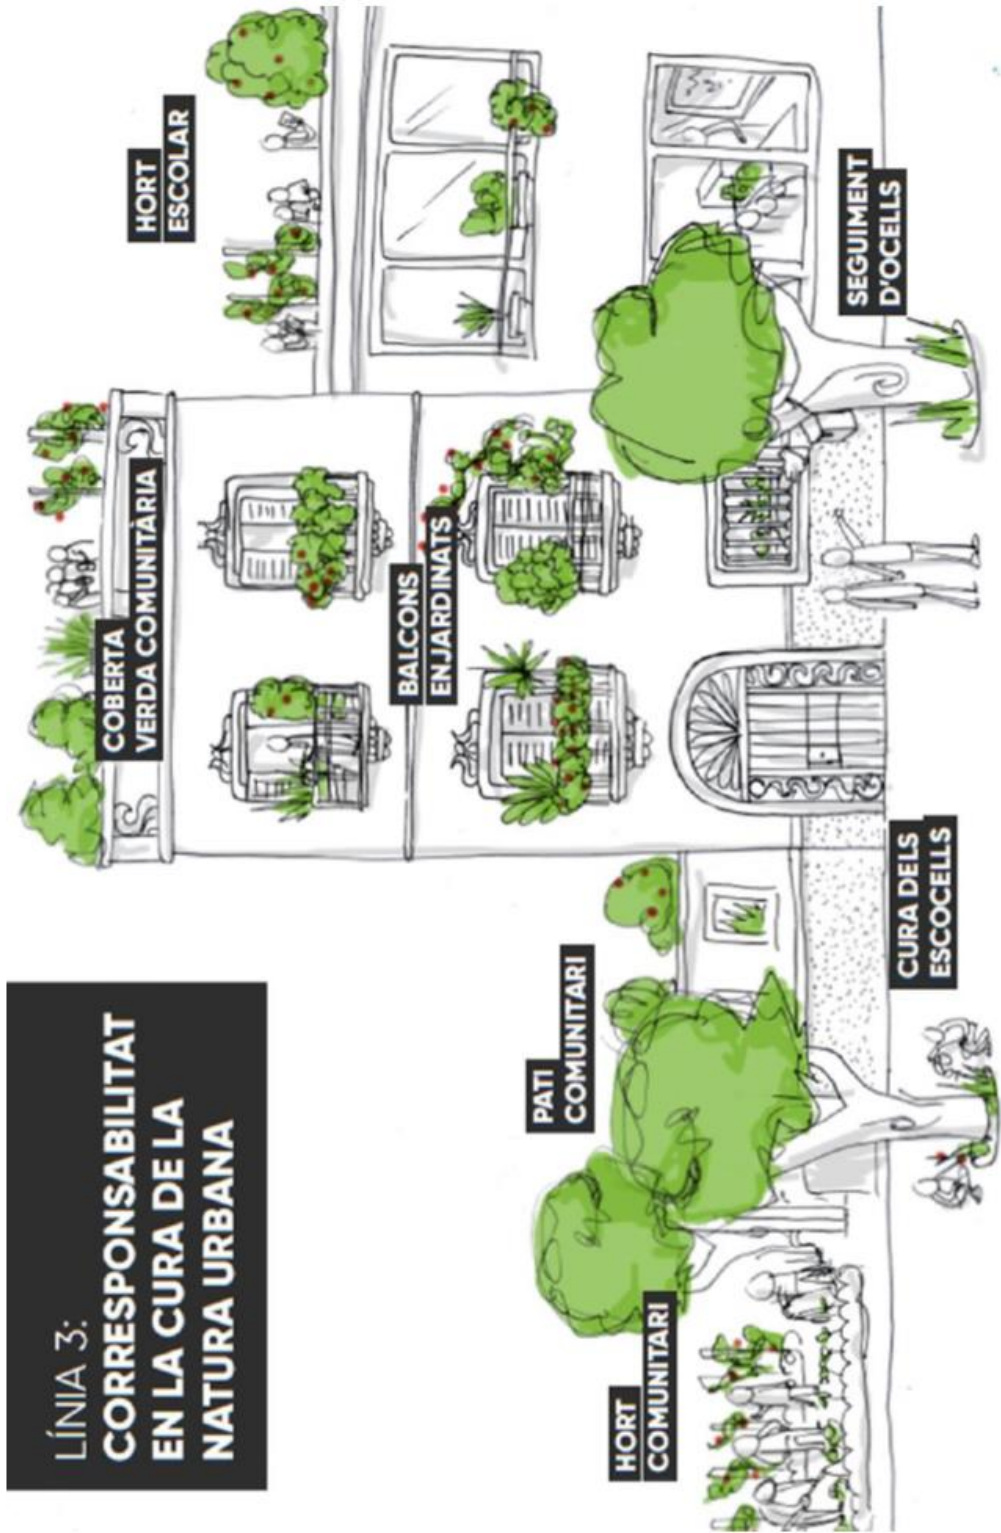 LÍNIA 3:
CORRESPONSABILITAT
EN LA CURA DE LA
NATURA URBANA
COBERTA
VERDA COMUNITÀRIA
HORT
ESCOLAR
BALCONS
ENJARDINATS
PATI
COMUNITARI
HORT
COMUNITARI
CURA DELS
ESCOCELLS
SEGUIMENT
D'OCELLS